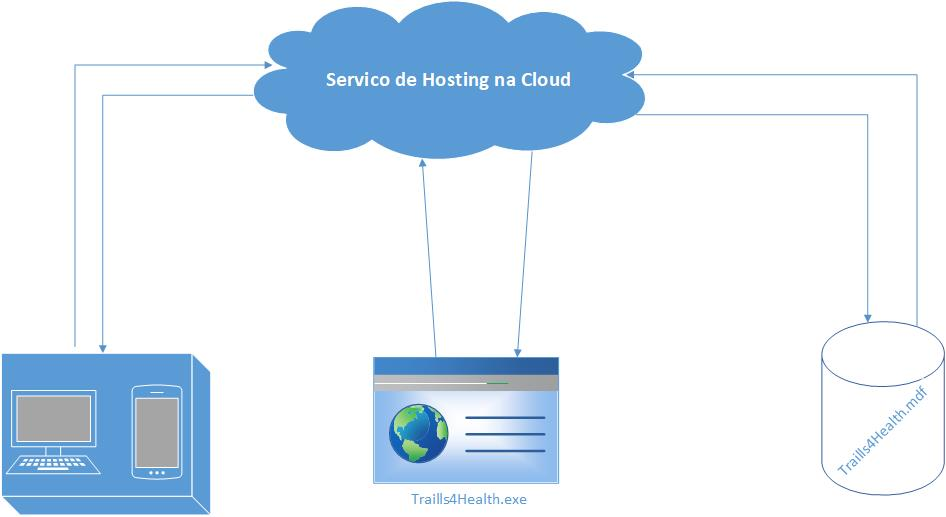 Servico de Hosting na Cloud
Traills4Health.exe
Traills4Health.mdf